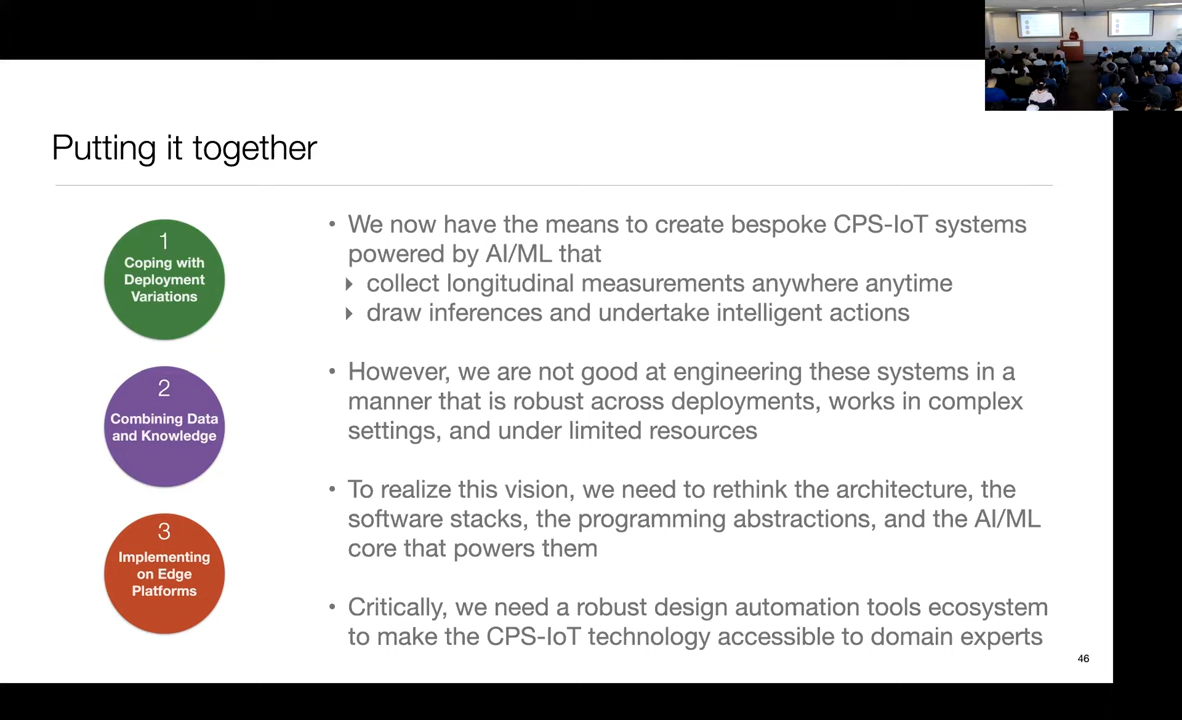 Putting it together
1
Coping with
Deployment
Variations
2
Combining Data
and Knowledge
3
Implementing
on Edge
Platforms
• We now have the means to create bespoke CPS-IoT systems
powered by AI/ML that
‣ collect longitudinal measurements anywhere anytime
‣ draw inferences and undertake intelligent actions
• However, we are not good at engineering these systems in a
manner that is robust across deployments, works in complex
settings, and under limited resources
• To realize this vision, we need to rethink the architecture, the
software stacks, the programming abstractions, and the AI/ML
core that powers them
• Critically, we need a robust design automation tools ecosystem
to make the CPS-IoT technology accessible to domain experts
46